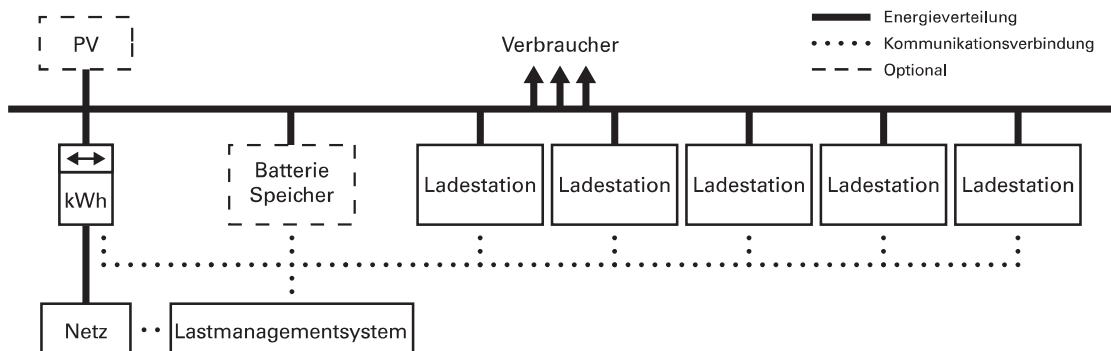 PV
Verbraucher
Energieverteilung
Kommunikationsverbindung
Optional
kWh
Batterie
Speicher
Ladestation
Ladestation
Ladestation
Ladestation
Ladestation
Netz
Lastmanagementsystem